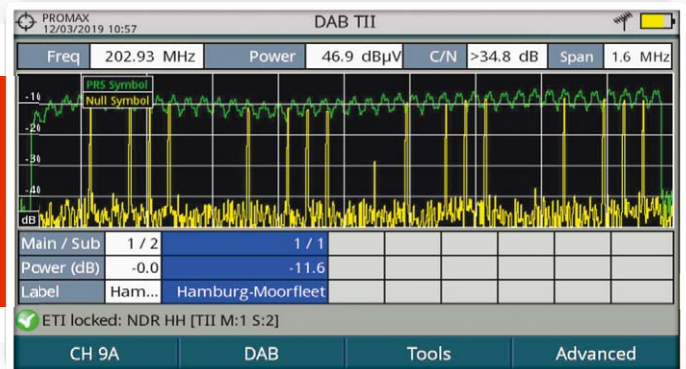 PROMAX
12/03/2019 10:57
DAB TII
Freq 202.93 MHz Power 46.9 dBµV C/N >34.8 dB Span 1.6 MHz
PRS Symbol
Null Symbol
-10
-20
-30
-40
dB
Main / Sub 1 / 2 1 / 1
Power (dB) -0.0 -11.6
Label Ham... Hamburg-Moorfleet
ETI locked: NDR HH [TII M:1 S:2]
CH 9A DAB Tools Advanced